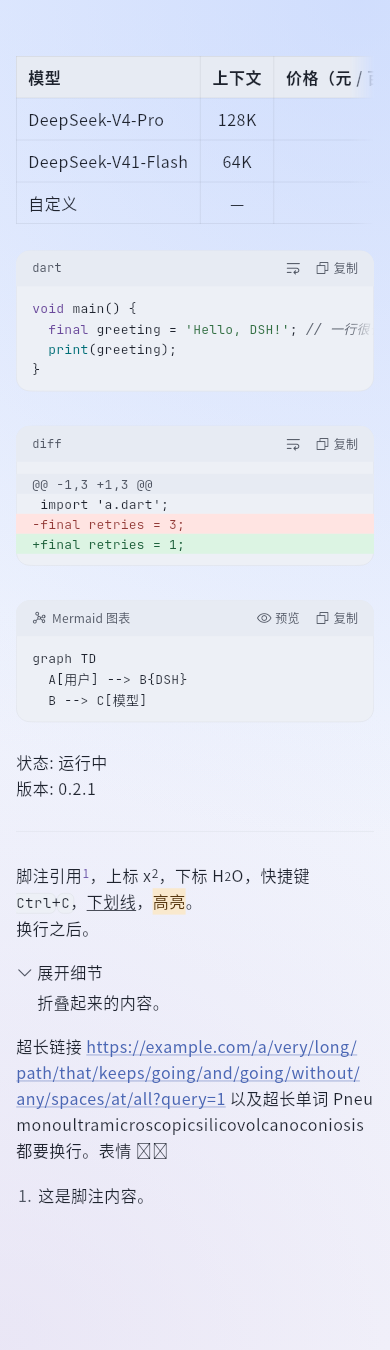 模型 上下文 价格（元 /
DeepSeek-V4-Pro 128K
DeepSeek-V41-Flash 64K
自定义 —
dart 复制
void main() {
  final greeting = 'Hello, DSH!'; // 一行很
  print(greeting);
}
diff 复制
@@ -1,3 +1,3 @@
 import 'a.dart';
-final retries = 3;
+final retries = 1;
Mermaid 图表 预览 复制
graph TD
  A[用户] --> B{DSH}
  B --> C[模型]
状态: 运行中
版本: 0.2.1
脚注引用1，上标 x2，下标 H2O，快捷键
Ctrl+C，下划线，高亮。
换行之后。
展开细节
折叠起来的内容。
超长链接 https://example.com/a/very/long/
path/that/keeps/going/and/going/without/
any/spaces/at/all?query=1 以及超长单词 Pneu
monoultramicroscopicsilicovolcanoconiosis
都要换行。表情
1. 这是脚注内容。